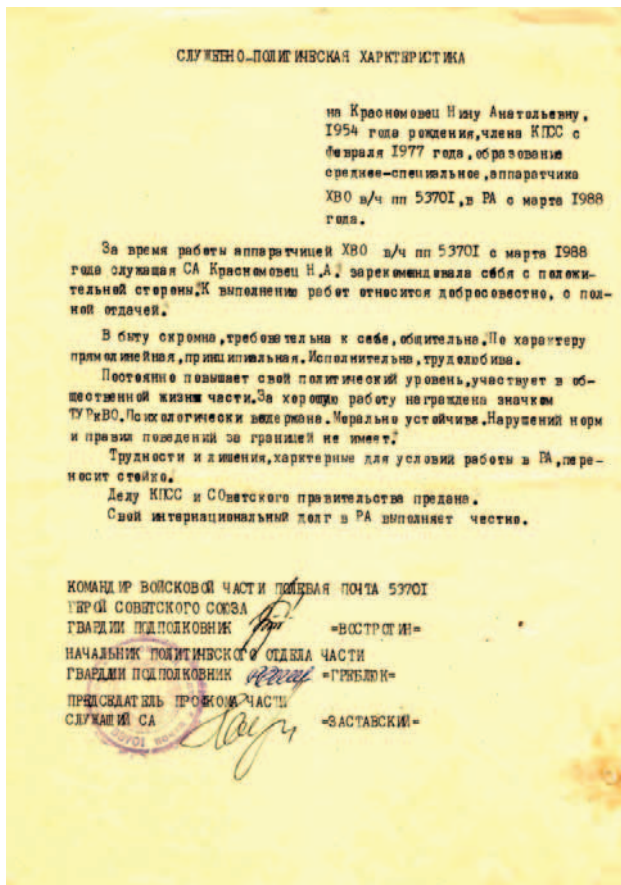 СЛУЖЕБНО-ПОЛИТИЧЕСКАЯ ХАРКТЕРИСТИКА
на Красномовец Нину Анатольевну,
1954 года рождения,члена КПСС с
февраля 1977 года,образование
среднее-специальное,аппаратчика
ХВО в/ч пп 53701,в РА с марта 1988
года.
За время работы аппаратчицей ХВО в/ч пп 53701 с марта 1988
года служащая СА Красномовец Н.А. зарекомендовала себя с положи-
тельной стороны.К выполнению работ относится добросовестно, с пол-
ной отдачей.
В быту скромна,требовательна к себе,общительна.По характеру
прямолинейная,принципиальная.Исполнительна,трудолюбива.
Постоянно повышает свой политический уровень,участвует в об-
щественной жизни части.За хорошую работу награждена значком
ТУРкВО.Психологически выдержана.Морально устойчива.Нарушений норм
и правил поведений за границей не имеет.
Трудности и лишения,харктерные для условий работы в РА,пере-
носит стойко.
Делу КПСС и СОветского правительства предана.
Свой интернациональный долг в РА выполняет честно.
КОМАНДИР ВОЙСКОВОЙ ЧАСТИ ПОЛЕВАЯ ПОЧТА 53701
ГЕРОЙ СОВЕТСКОГО СОЮЗА
ГВАРДИИ ПОДПОЛКОВНИК =ВОСТРОТИН=
НАЧАЛЬНИК ПОЛИТИЧЕСКОГО ОТДЕЛА ЧАСТИ
ГВАРДИИ ПОДПОЛКОВНИК =ГРЕБЛЮК=
ПРЕДСЕДАТЕЛЬ ПРОФКОМА ЧАСТИ
СЛУЖАЩИЙ СА =ЗАСТАВСКИЙ=